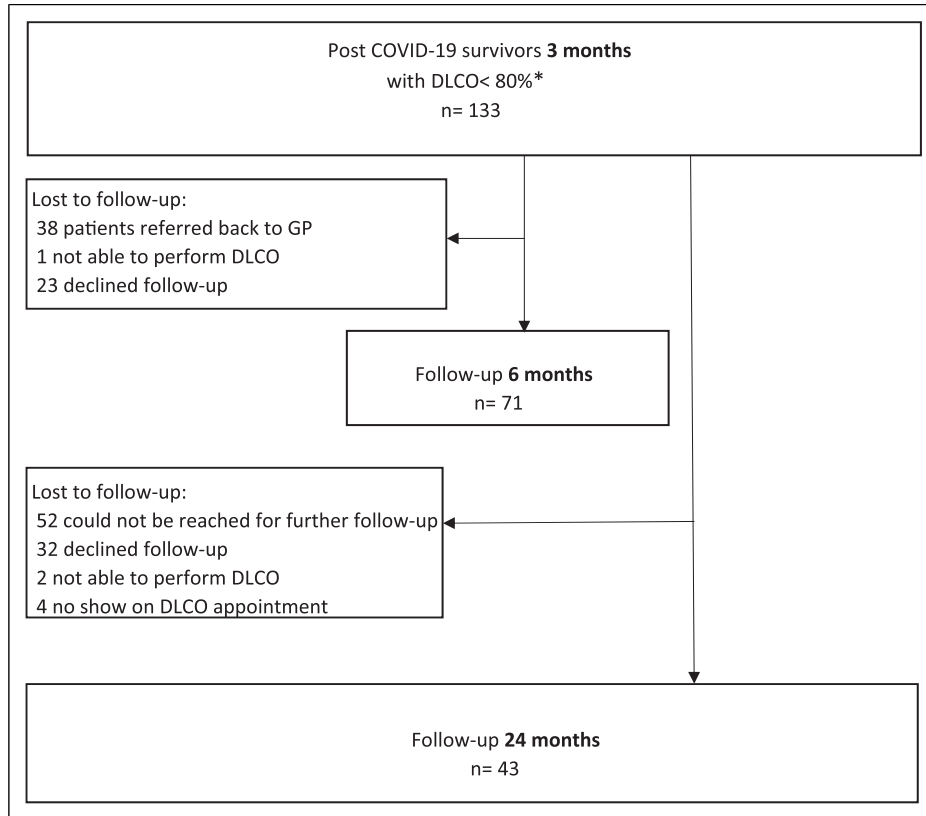 Post COVID-19 survivors 3 months
with DLCO< 80%*
n= 133
Lost to follow-up:
38 patients referred back to GP
1 not able to perform DLCO
23 declined follow-up
Follow-up 6 months
n= 71
Lost to follow-up:
52 could not be reached for further follow-up
32 declined follow-up
2 not able to perform DLCO
4 no show on DLCO appointment
Follow-up 24 months
n= 43